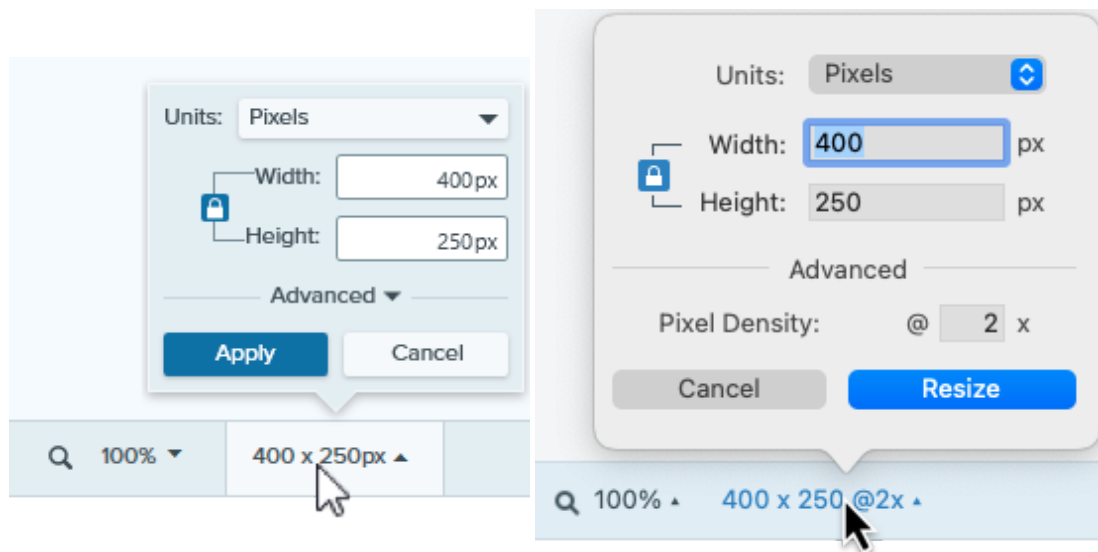 Units: Pixels
Width: 400px
Height: 250px
Advanced
Apply Cancel
100% 400 x 250px
Units: Pixels
Width: 400 px
Height: 250 px
Advanced
Pixel Density: @ 2 x
Cancel Resize
100% 400 x 250 @2x